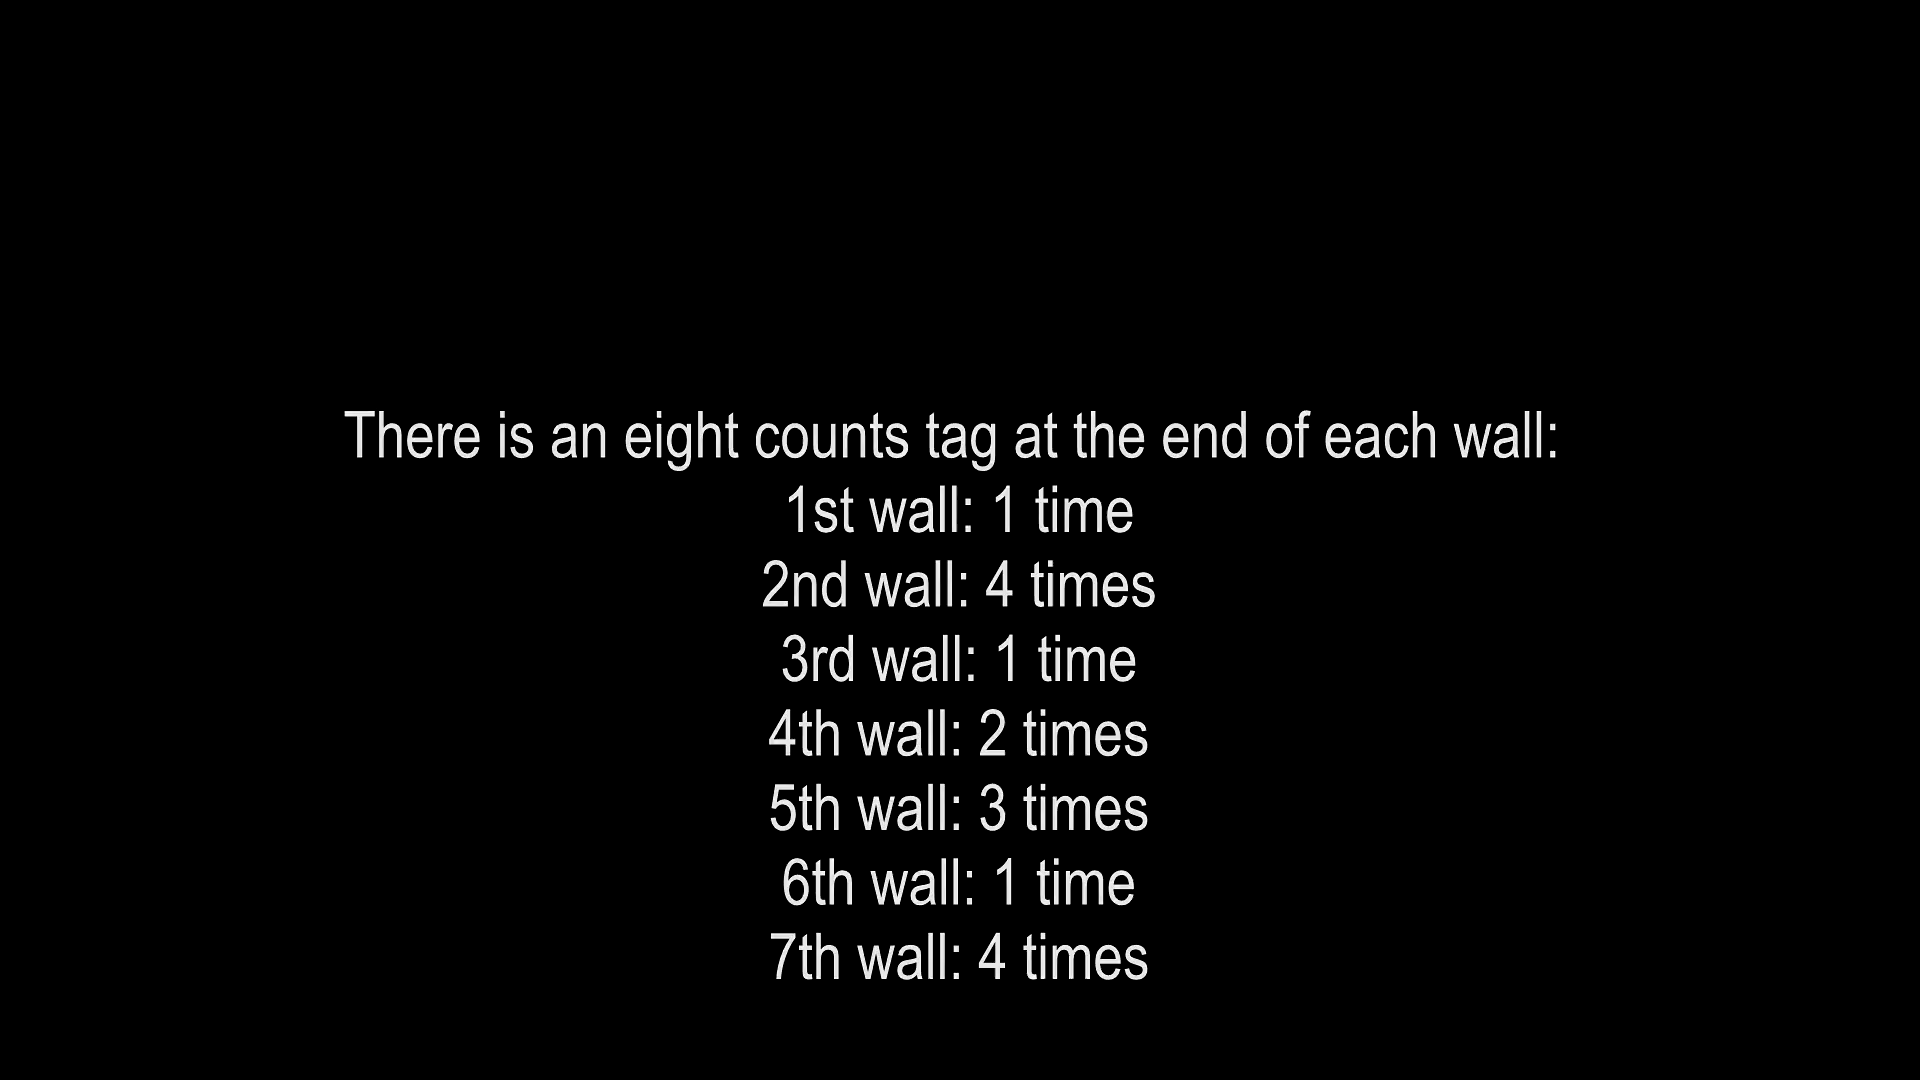 There is an eight counts tag at the end of each wall:
1st wall: 1 time
2nd wall: 4 times
3rd wall: 1 time
4th wall: 2 times
5th wall: 3 times
6th wall: 1 time
7th wall: 4 times